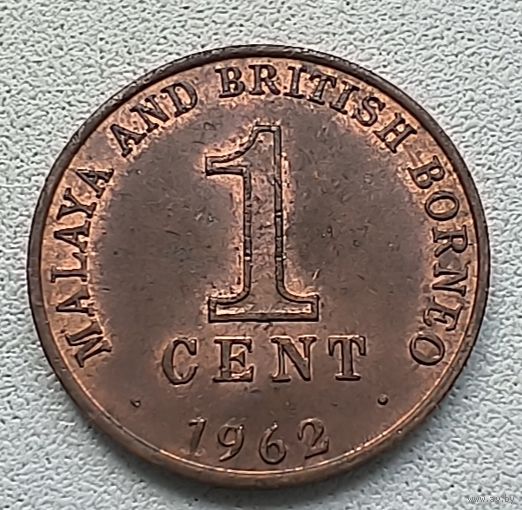 MALAYA AND BRITISH BORNEO
1
CENT
· 1962 ·